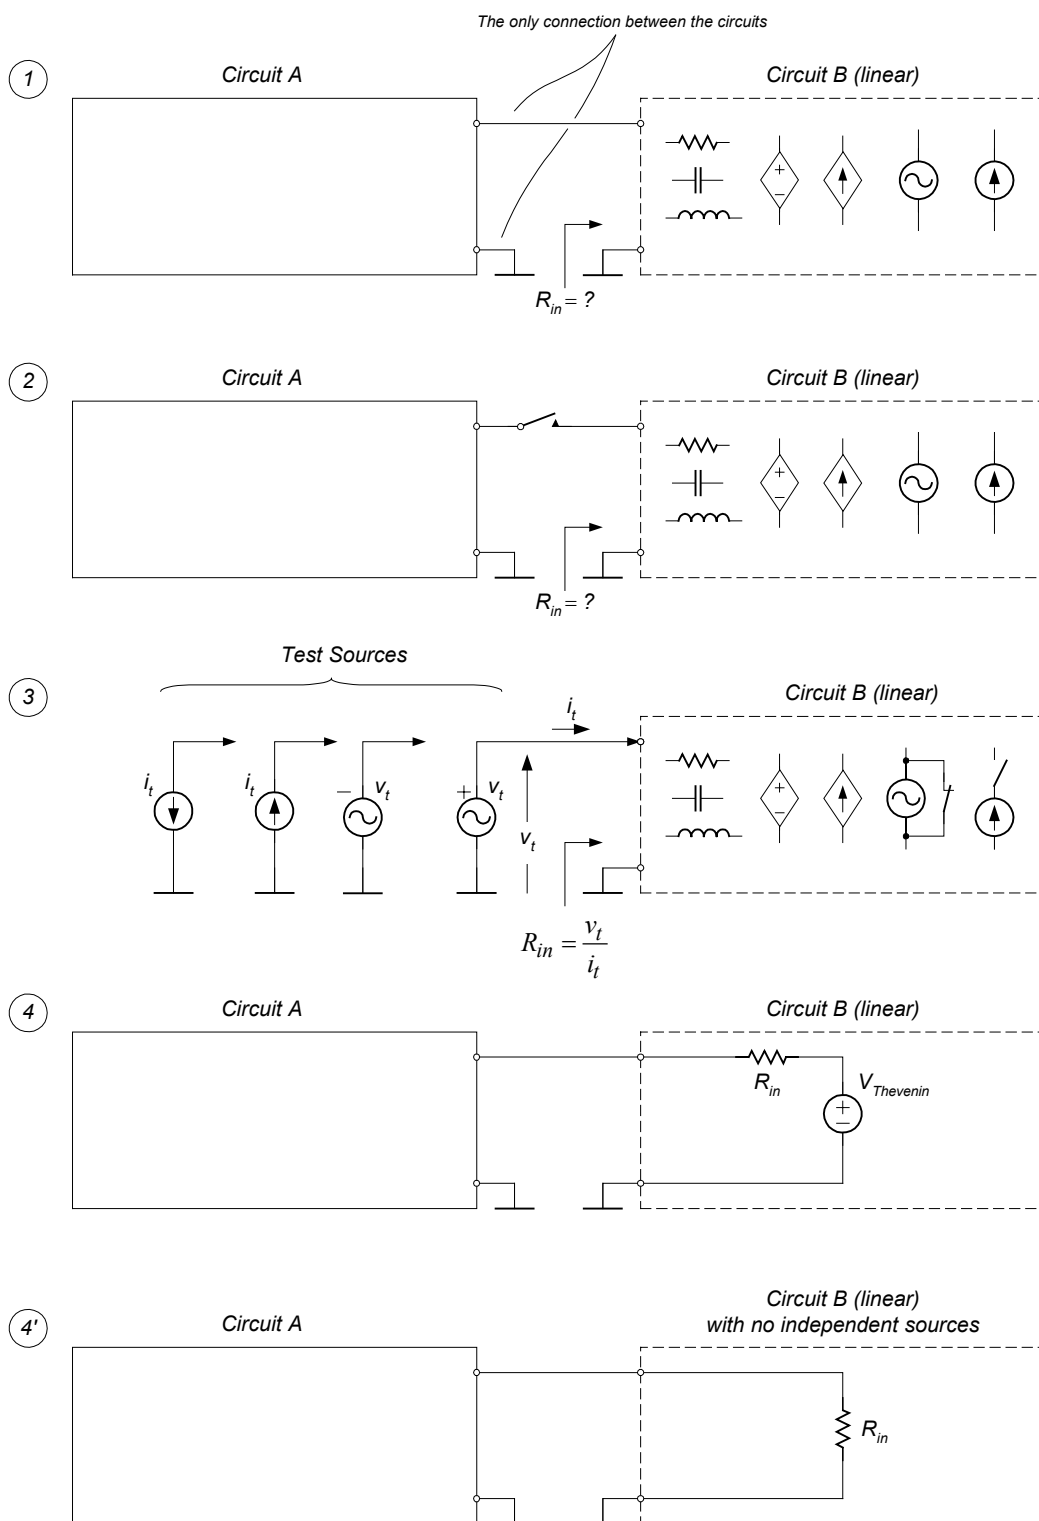 The only connection between the circuits
1
Circuit A
Circuit B (linear)
+
−
R_in = ?
2
Circuit A
Circuit B (linear)
+
−
R_in = ?
Test Sources
3
Circuit B (linear)
i_t
i_t
i_t
− v_t
+ v_t
v_t
+
−
R_in = v_t / i_t
4
Circuit A
Circuit B (linear)
R_in
V_Thevenin
+
−
4'
Circuit A
Circuit B (linear)
with no independent sources
R_in